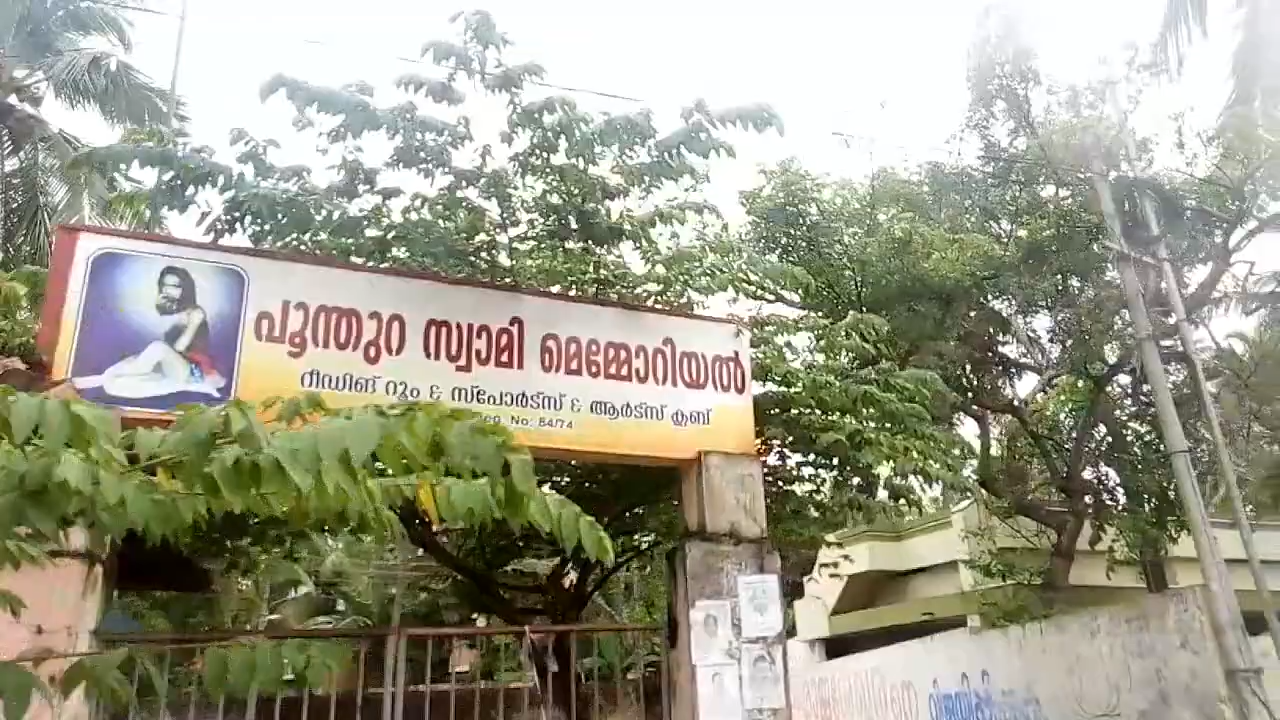 പൂന്തുറ സ്വാമി മെമ്മോറിയൽ
റീഡിങ് റൂം & സ്പോർട്സ് & ആർട്സ് ക്ലബ്
No: 84/74